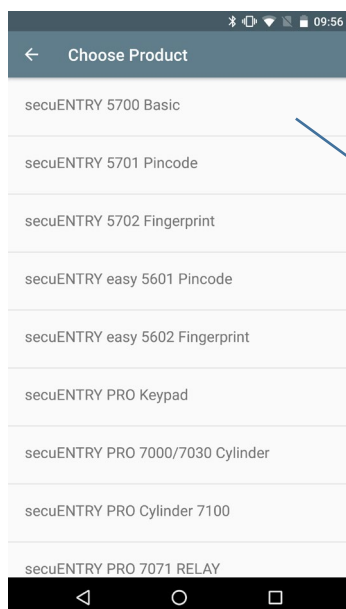 09:56
Choose Product
secuENTRY 5700 Basic
secuENTRY 5701 Pincode
secuENTRY 5702 Fingerprint
secuENTRY easy 5601 Pincode
secuENTRY easy 5602 Fingerprint
secuENTRY PRO Keypad
secuENTRY PRO 7000/7030 Cylinder
secuENTRY PRO Cylinder 7100
secuENTRY PRO 7071 RELAY